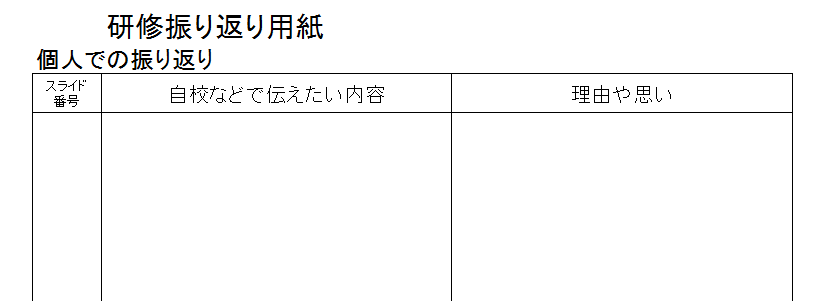 研修振り返り用紙
個人での振り返り
スライド
番号
自校などで伝えたい内容
理由や思い